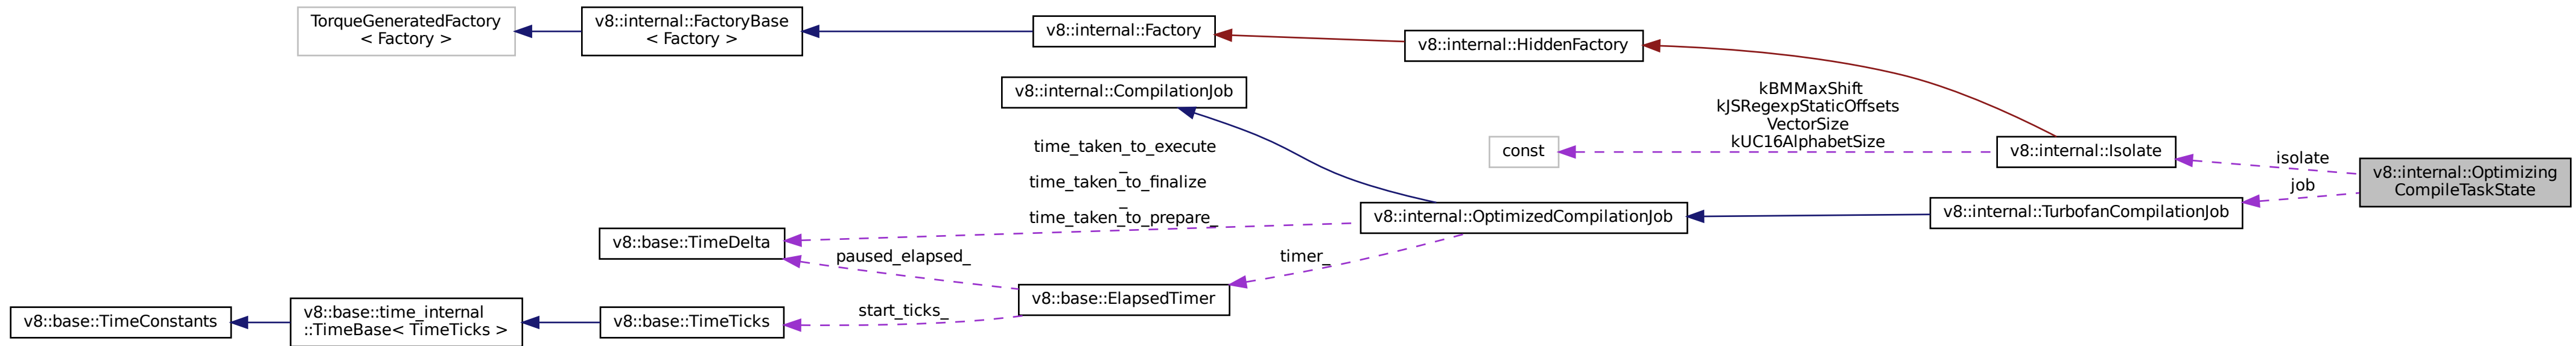 TorqueGeneratedFactory
< Factory >
v8::internal::FactoryBase
< Factory >
v8::internal::Factory
v8::internal::HiddenFactory
v8::internal::CompilationJob
kBMMaxShift
kJSRegexpStaticOffsets
VectorSize
kUC16AlphabetSize
const
v8::internal::Isolate
isolate
job
v8::internal::Optimizing
CompileTaskState
time_taken_to_execute
_
time_taken_to_finalize
_
time_taken_to_prepare_
v8::internal::OptimizedCompilationJob
v8::internal::TurbofanCompilationJob
v8::base::TimeDelta
paused_elapsed_
timer_
v8::base::ElapsedTimer
start_ticks_
v8::base::TimeConstants
v8::base::time_internal
::TimeBase< TimeTicks >
v8::base::TimeTicks